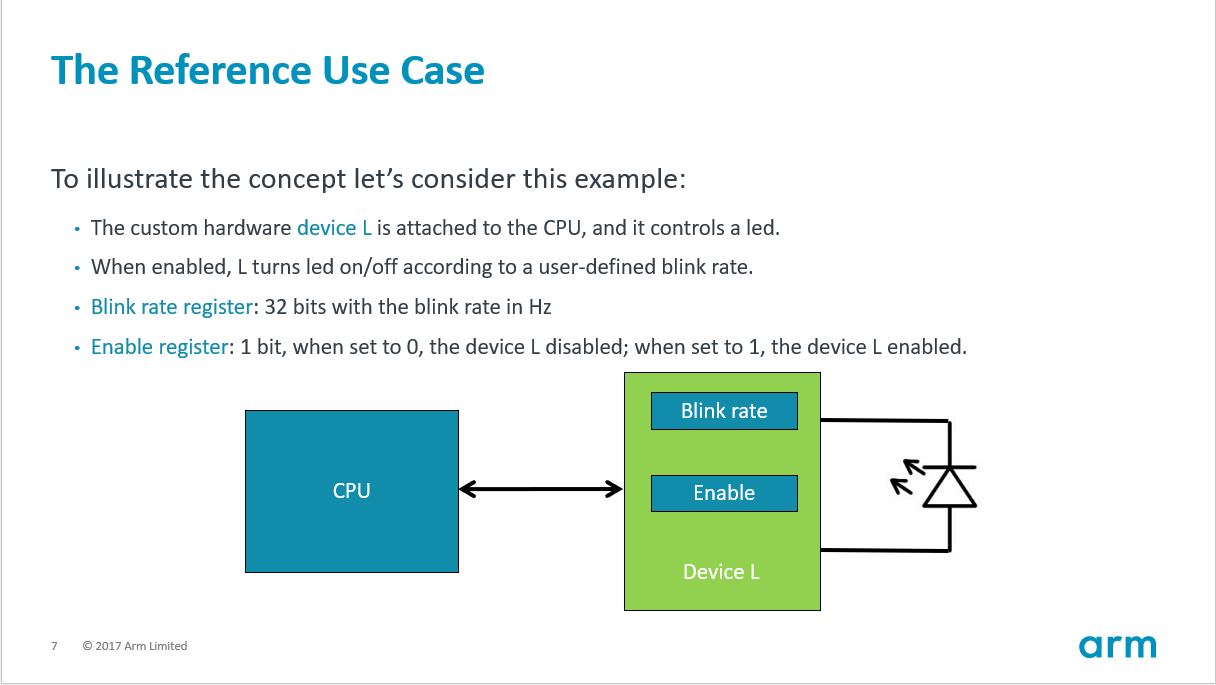 The Reference Use Case
To illustrate the concept let’s consider this example:
• The custom hardware device L is attached to the CPU, and it controls a led.
• When enabled, L turns led on/off according to a user-defined blink rate.
• Blink rate register: 32 bits with the blink rate in Hz
• Enable register: 1 bit, when set to 0, the device L disabled; when set to 1, the device L enabled.
Blink rate
CPU
Enable
Device L
7 © 2017 Arm Limited
arm